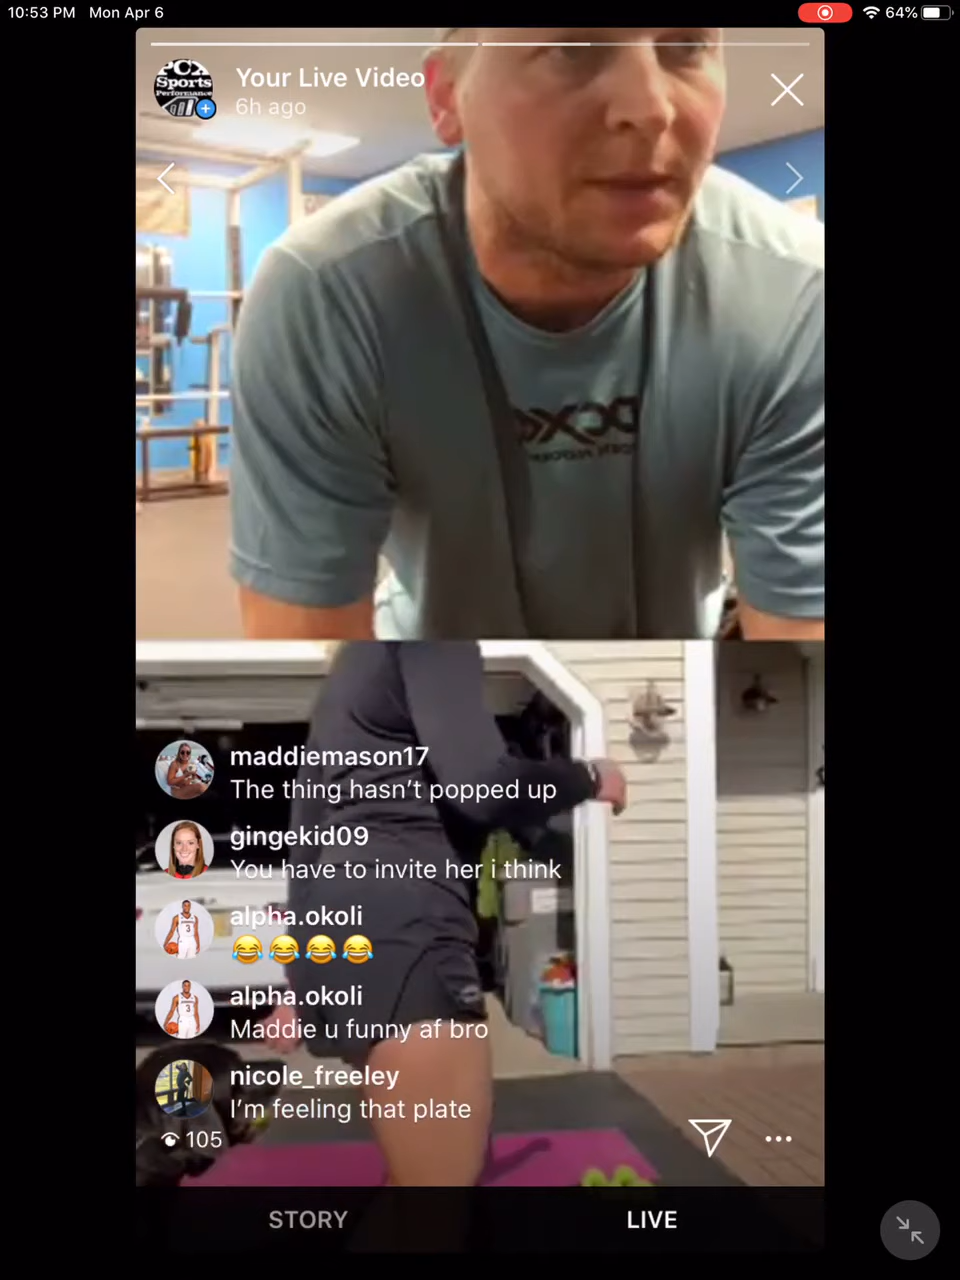 10:53 PM Mon Apr 6
64%
PCX
Sports
Performance
Your Live Video
6h ago
PCX
maddiemason17
The thing hasn't popped up
gingekid09
You have to invite her i think
alpha.okoli
😂😂😂😂
alpha.okoli
Maddie u funny af bro
nicole_freeley
I'm feeling that plate
105
STORY LIVE